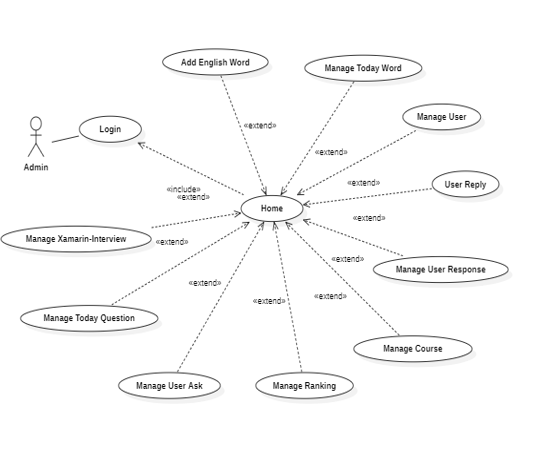 Add English Word
Manage Today Word
Manage User
Login
«extend»
Admin
«extend»
«extend»
User Reply
«include»
«extend»
Home
«extend»
Manage Xamarin-Interview
«extend»
«extend»
Manage User Response
«extend»
«extend»
«extend»
Manage Today Question
Manage Course
Manage User Ask
Manage Ranking